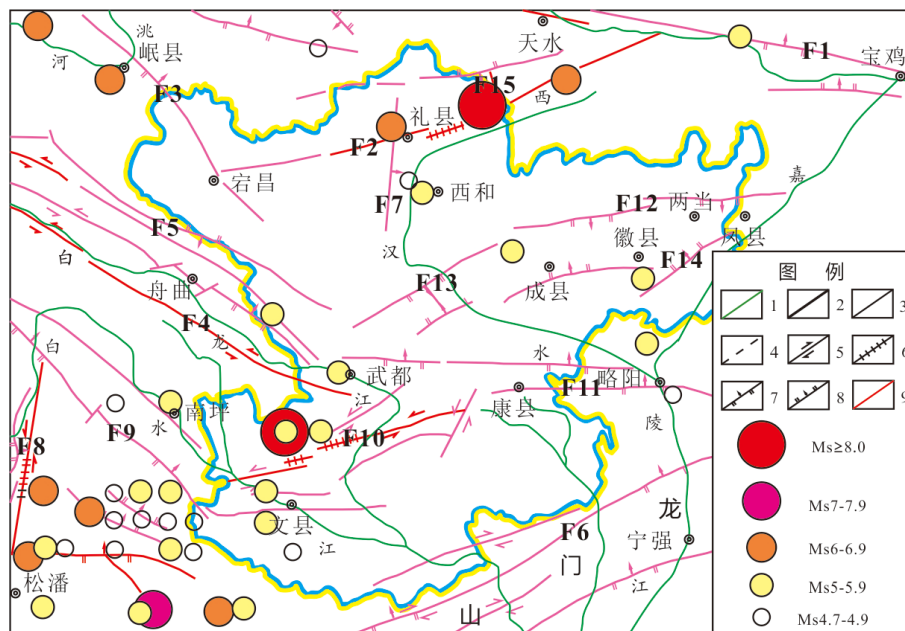 洮
河
岷县
F3
天水
F1
宝鸡
F15
西
礼县
F2
宕昌
F7
西和
F12
两当
嘉
F5
汉
徽县
凤县
F14
白
F13
成县
舟曲
F4
龙
白
武都
水
略阳
江
康县
F11
南坪
水
F10
陵
F8
F9
文县
江
F6
龙
门
山
宁强
江
松潘
图 例
1
2
3
4
5
6
7
8
9
Ms≥8.0
Ms7-7.9
Ms6-6.9
Ms5-5.9
Ms4.7-4.9